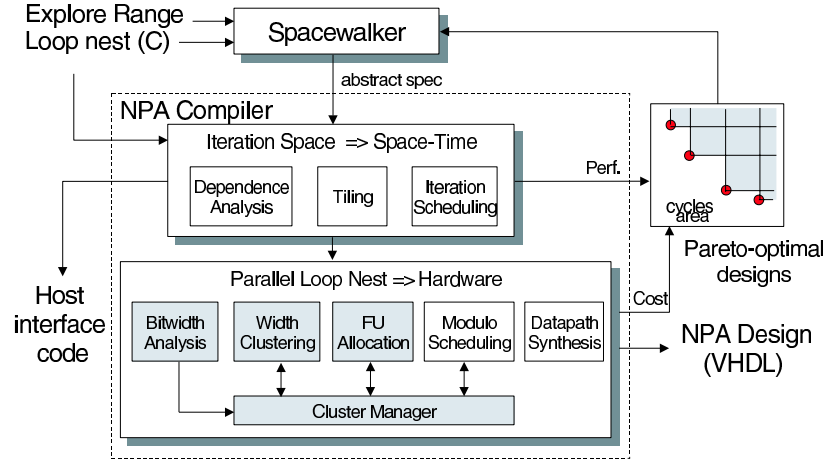 Explore Range
Loop nest (C)
Spacewalker
abstract spec
NPA Compiler
Iteration Space => Space-Time
Dependence
Analysis
Tiling
Iteration
Scheduling
Perf.
cycles
area
Pareto-optimal
designs
Parallel Loop Nest => Hardware
Cost
Host
interface
code
Bitwidth
Analysis
Width
Clustering
FU
Allocation
Modulo
Scheduling
Datapath
Synthesis
NPA Design
(VHDL)
Cluster Manager